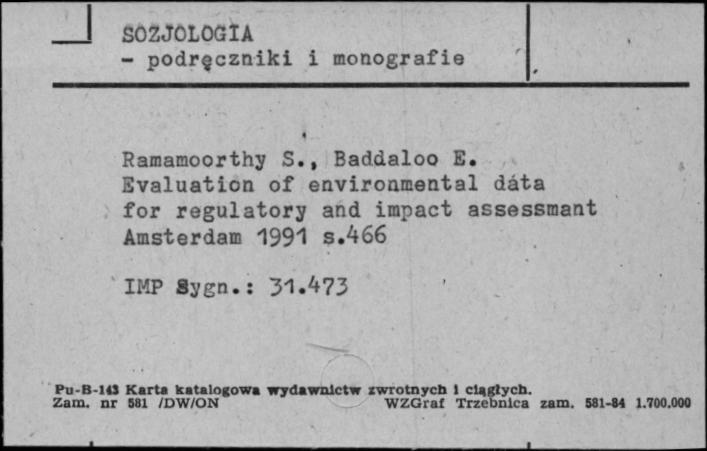 SOZJOLOGIA
- podręczniki i monografie
Ramamoorthy S., Baddaloo E.
Evaluation of environmental data
for regulatory and impact assessmant
Amsterdam 1991 s.466
IMP Sygn.: 31.473
Pu-B-143 Karta katalogowa wydawnictw zwrotnych i ciągłych.
Zam. nr 581 /DW/ON WZGraf Trzebnica zam. 581-84 1.700.000